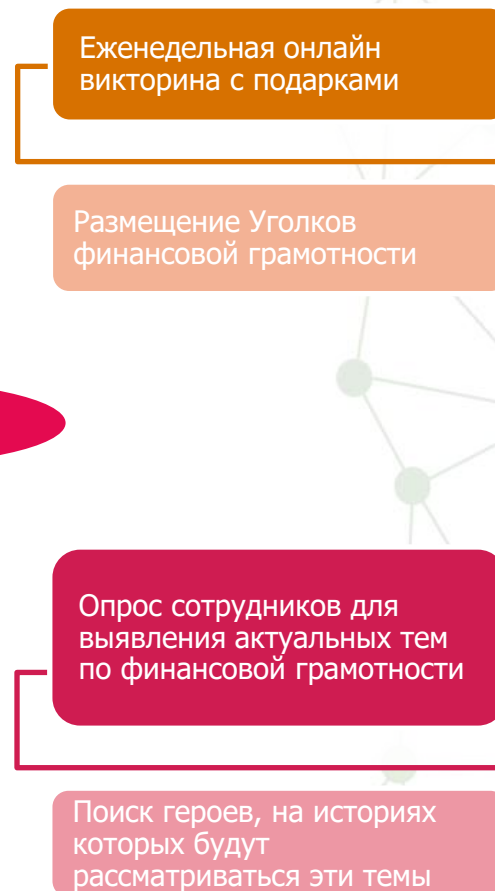 Еженедельная онлайн
викторина с подарками
Размещение Уголков
финансовой грамотности
Опрос сотрудников для
выявления актуальных тем
по финансовой грамотности
Поиск героев, на историях
которых будут
рассматриваться эти темы